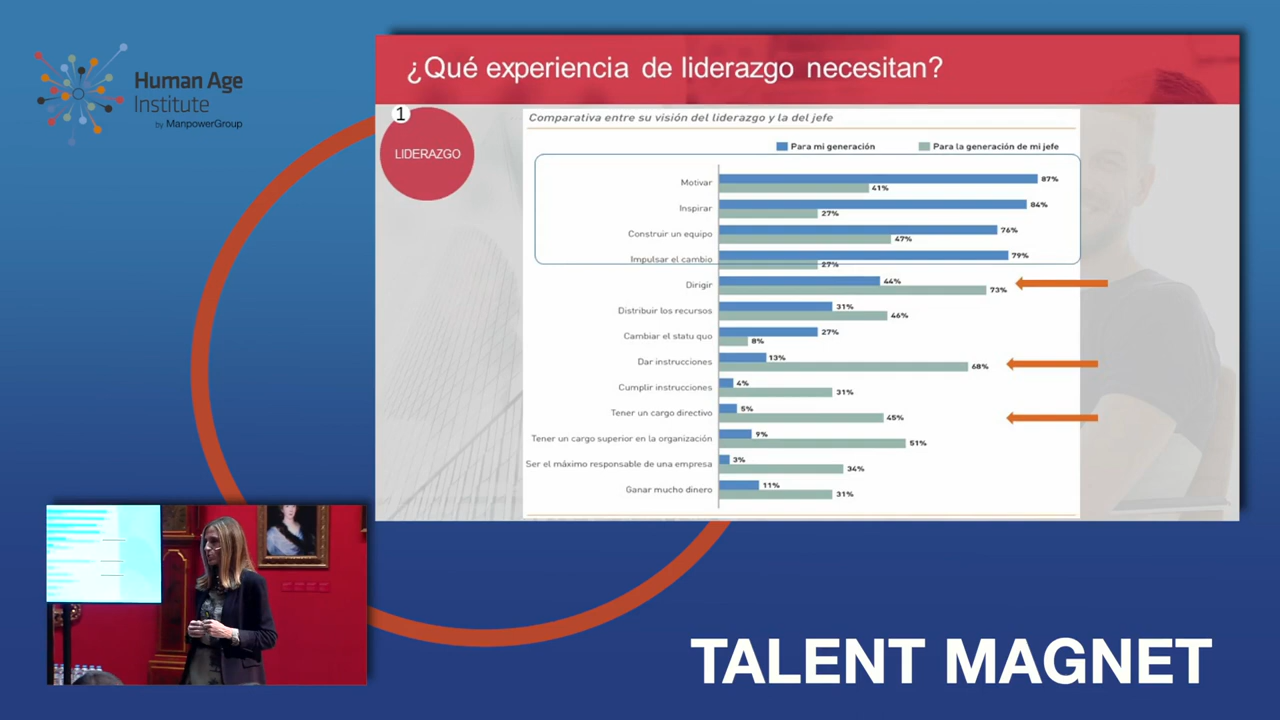 Human Age
Institute
by ManpowerGroup
¿Qué experiencia de liderazgo necesitan?
1
LIDERAZGO
Comparativa entre su visión del liderazgo y la del jefe
Para mi generación Para la generación de mi jefe
Motivar 87%
41%
Inspirar 84%
27%
Construir un equipo 76%
47%
Impulsar el cambio 79%
27%
Dirigir 44%
73%
Distribuir los recursos 31%
46%
Cambiar el statu quo 27%
8%
Dar instrucciones 13%
68%
Cumplir instrucciones 4%
31%
Tener un cargo directivo 5%
45%
Tener un cargo superior en la organización 9%
51%
Ser el máximo responsable de una empresa 3%
34%
Ganar mucho dinero 11%
31%
TALENT MAGNET